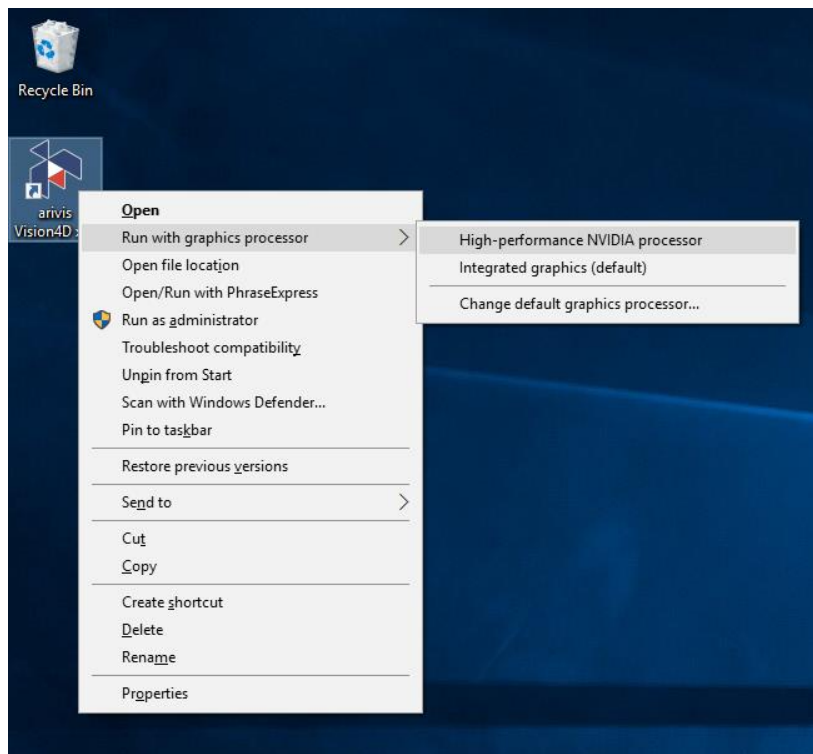 Recycle Bin
arivis
Vision4D
Open
Run with graphics processor
Open file location
Open/Run with PhraseExpress
Run as administrator
Troubleshoot compatibility
Unpin from Start
Scan with Windows Defender...
Pin to taskbar
Restore previous versions
Send to
Cut
Copy
Create shortcut
Delete
Rename
Properties
High-performance NVIDIA processor
Integrated graphics (default)
Change default graphics processor...